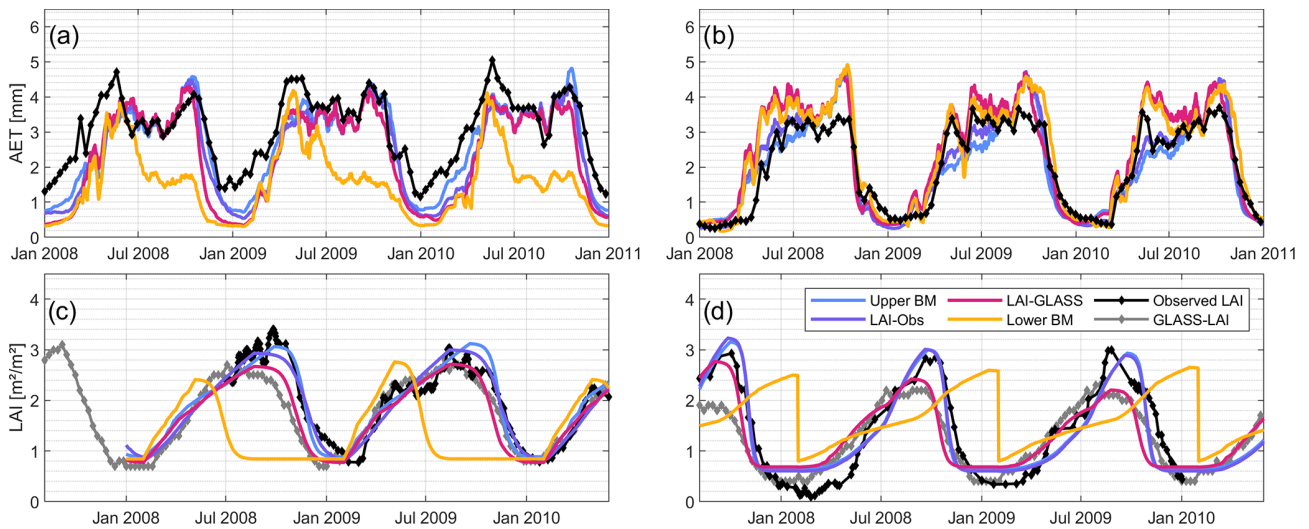 (a)
AET [mm]
6
5
4
3
2
1
0
Jan 2008 Jul 2008 Jan 2009 Jul 2009 Jan 2010 Jul 2010 Jan 2011
(b)
6
5
4
3
2
1
0
Jan 2008 Jul 2008 Jan 2009 Jul 2009 Jan 2010 Jul 2010 Jan 2011
(c)
LAI [m²/m²]
4
3
2
1
0
Jan 2008 Jul 2008 Jan 2009 Jul 2009 Jan 2010
(d)
Upper BM LAI-GLASS Observed LAI
LAI-Obs Lower BM GLASS-LAI
4
3
2
1
0
Jan 2008 Jul 2008 Jan 2009 Jul 2009 Jan 2010